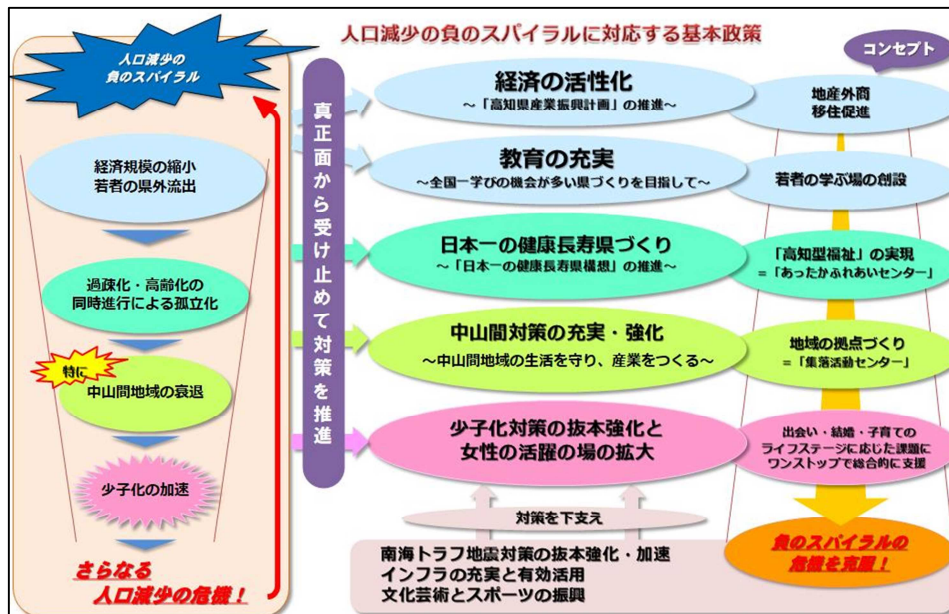 人口減少の負のスパイラルに対応する基本政策
人口減少の
負のスパイラル
経済規模の縮小
若者の県外流出
過疎化・高齢化の
同時進行による孤立化
特に
中山間地域の衰退
少子化の加速
さらなる
人口減少の危機！
真正面から受け止めて対策を推進
経済の活性化
～「高知県産業振興計画」の推進～
教育の充実
～全国一学びの機会が多い県づくりを目指して～
日本一の健康長寿県づくり
～「日本一の健康長寿県構想」の推進～
中山間対策の充実・強化
～中山間地域の生活を守り、産業をつくる～
少子化対策の抜本強化と
女性の活躍の場の拡大
対策を下支え
南海トラフ地震対策の抜本強化・加速
インフラの充実と有効活用
文化芸術とスポーツの振興
コンセプト
地産外商
移住促進
若者の学ぶ場の創設
「高知型福祉」の実現
＝「あったかふれあいセンター」
地域の拠点づくり
＝「集落活動センター」
出会い・結婚・子育ての
ライフステージに応じた課題に
ワンストップで総合的に支援
負のスパイラルの
危機を克服！